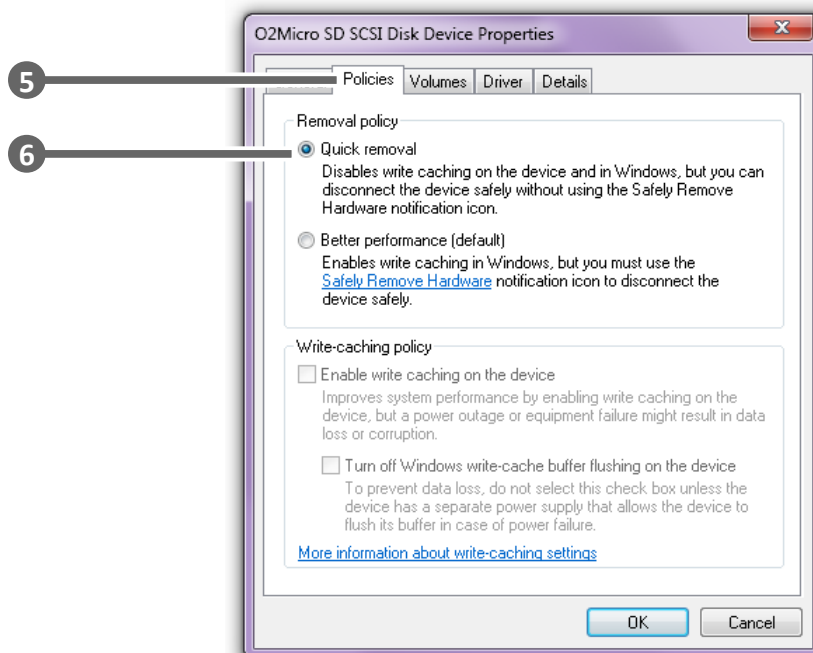 O2Micro SD SCSI Disk Device Properties
5
Policies Volumes Driver Details
Removal policy
6
Quick removal
Disables write caching on the device and in Windows, but you can
disconnect the device safely without using the Safely Remove
Hardware notification icon.
Better performance (default)
Enables write caching in Windows, but you must use the
Safely Remove Hardware notification icon to disconnect the
device safely.
Write-caching policy
Enable write caching on the device
Improves system performance by enabling write caching on the
device, but a power outage or equipment failure might result in data
loss or corruption.
Turn off Windows write-cache buffer flushing on the device
To prevent data loss, do not select this check box unless the
device has a separate power supply that allows the device to
flush its buffer in case of power failure.
More information about write-caching settings
OK Cancel